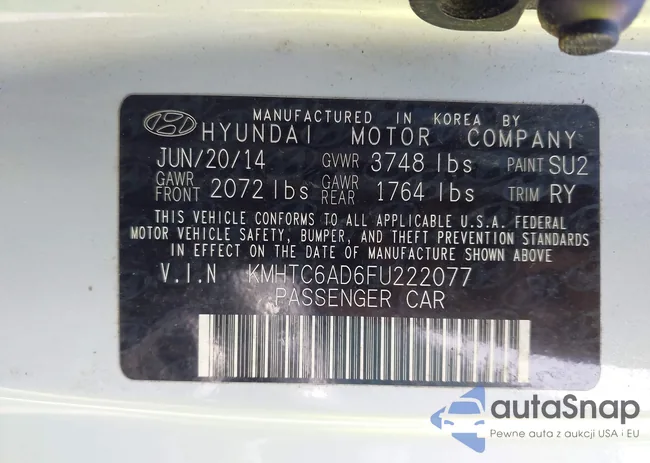 MANUFACTURED IN KOREA BY
HYUNDAI MOTOR COMPANY
JUN/20/14 GVWR 3748 lbs PAINT SU2
GAWR FRONT 2072 lbs GAWR REAR 1764 lbs TRIM RY
THIS VEHICLE CONFORMS TO ALL APPLICABLE U.S.A. FEDERAL
MOTOR VEHICLE SAFETY, BUMPER, AND THEFT PREVENTION STANDARDS
IN EFFECT ON THE DATE OF MANUFACTURE SHOWN ABOVE
V.I.N KMHTC6AD6FU222077
PASSENGER CAR
autaSnap
Pewne auta z aukcji USA i EU